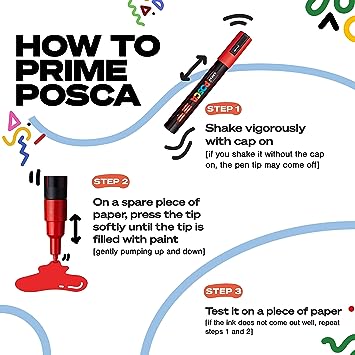 HOW TO
PRIME
POSCA
POSCA
STEP 1
Shake vigorously
with cap on
[if you shake it without the cap
on, the pen tip may come off]
STEP 2
On a spare piece of
paper, press the tip
softly until the tip is
filled with paint
[gently pumping up and down]
STEP 3
Test it on a piece of paper
[if the ink does not come out well, repeat
steps 1 and 2]